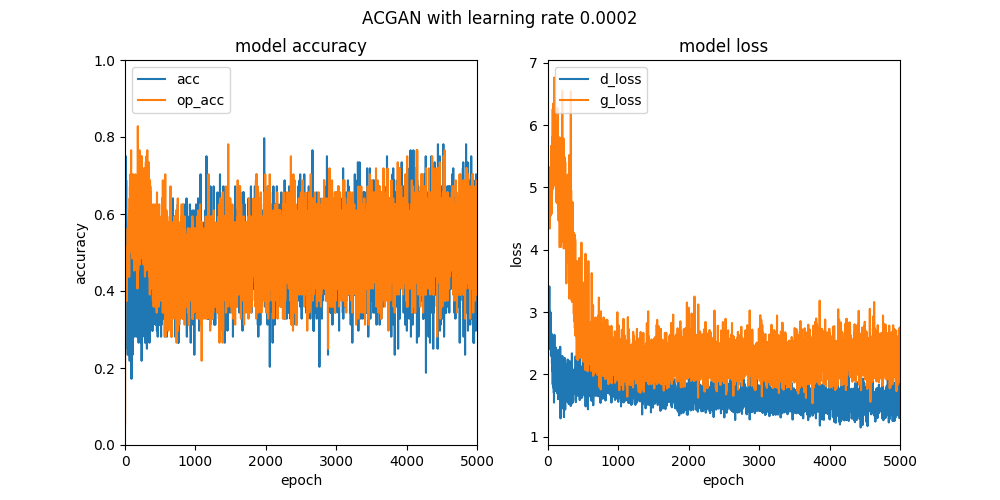 ACGAN with learning rate 0.0002
model accuracy
acc
op_acc
accuracy
1.0
0.8
0.6
0.4
0.2
0.0
0 1000 2000 3000 4000 5000
epoch
model loss
d_loss
g_loss
loss
7
6
5
4
3
2
1
0 1000 2000 3000 4000 5000
epoch